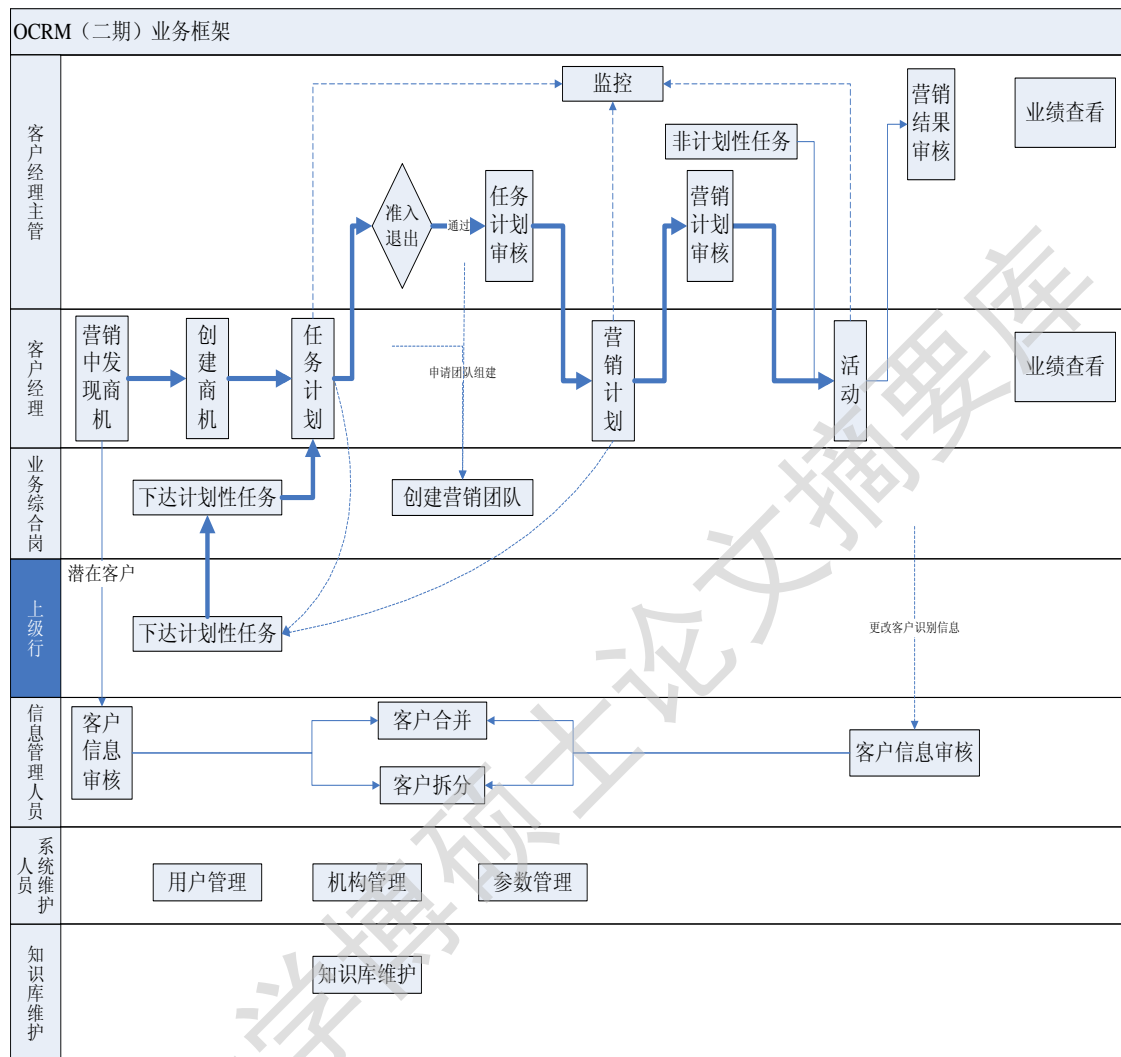 OCRM（二期）业务框架
客户经理主管
监控
营销
结果
审核
业绩查看
非计划性任务
准入
退出
通过
任务
计划
审核
营销
计划
审核
客户经理
营销
中发
现商
机
创
建
商
机
任
务
计
划
申请团队组建
营
销
计
划
活
动
业绩查看
业务综合岗
下达计划性任务
创建营销团队
上级行
潜在客户
下达计划性任务
更改客户识别信息
信息管理人员
客户
信息
审核
客户合并
客户拆分
客户信息审核
系统维护
人员
用户管理
机构管理
参数管理
知识库维护
知识库维护
学博硕士论文摘要库